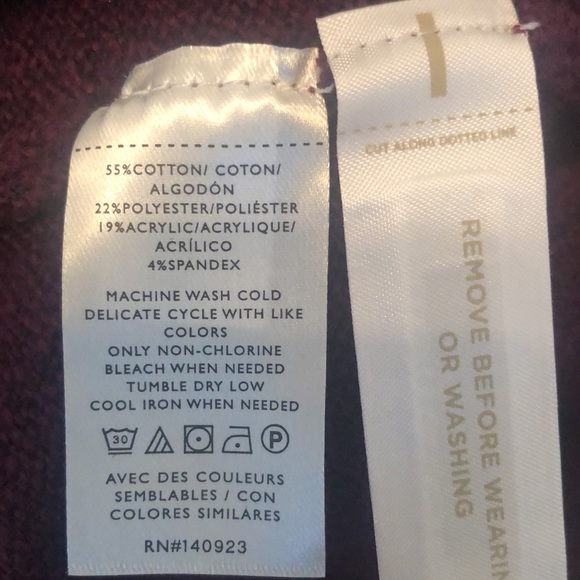 55%COTTON/ COTON/
ALGODÓN
22%POLYESTER/POLIÉSTER
19%ACRYLIC/ACRYLIQUE/
ACRÍLICO
4%SPANDEX
MACHINE WASH COLD
DELICATE CYCLE WITH LIKE
COLORS
ONLY NON-CHLORINE
BLEACH WHEN NEEDED
TUMBLE DRY LOW
COOL IRON WHEN NEEDED
30 P
AVEC DES COULEURS
SEMBLABLES / CON
COLORES SIMILARES
RN#140923
CUT ALONG DOTTED LINE
REMOVE BEFORE WEARIN
OR WASHING